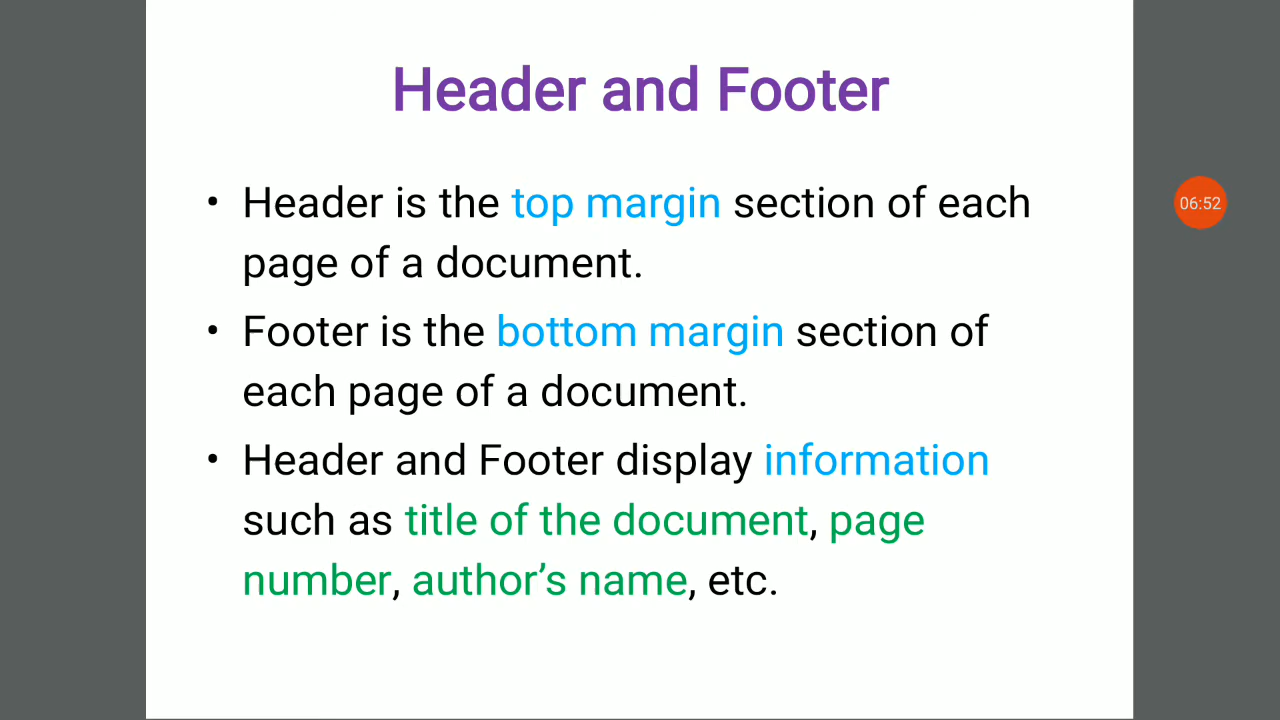 Header and Footer
• Header is the top margin section of each
page of a document.
06:52
• Footer is the bottom margin section of
each page of a document.
• Header and Footer display information
such as title of the document, page
number, author’s name, etc.